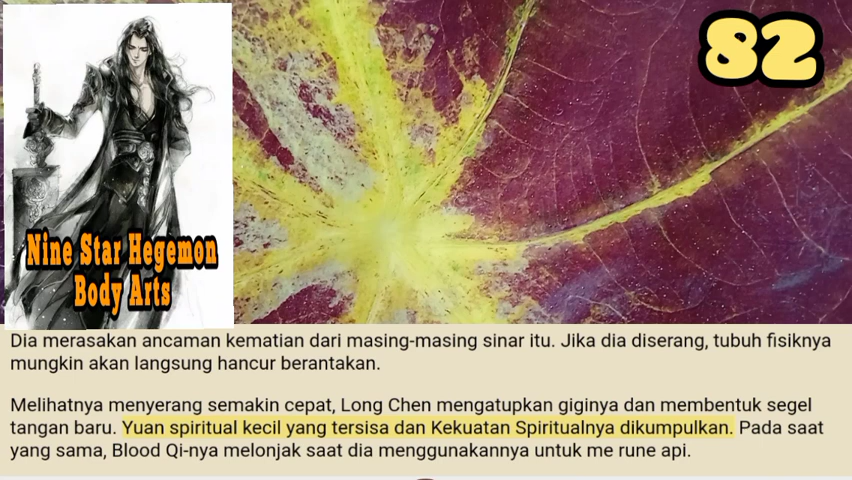 82
Nine Star Hegemon
Body Arts
Dia merasakan ancaman kematian dari masing-masing sinar itu. Jika dia diserang, tubuh fisiknya
mungkin akan langsung hancur berantakan.
Melihatnya menyerang semakin cepat, Long Chen mengatupkan giginya dan membentuk segel
tangan baru. Yuan spiritual kecil yang tersisa dan Kekuatan Spiritualnya dikumpulkan. Pada saat
yang sama, Blood Qi-nya melonjak saat dia menggunakannya untuk me rune api.